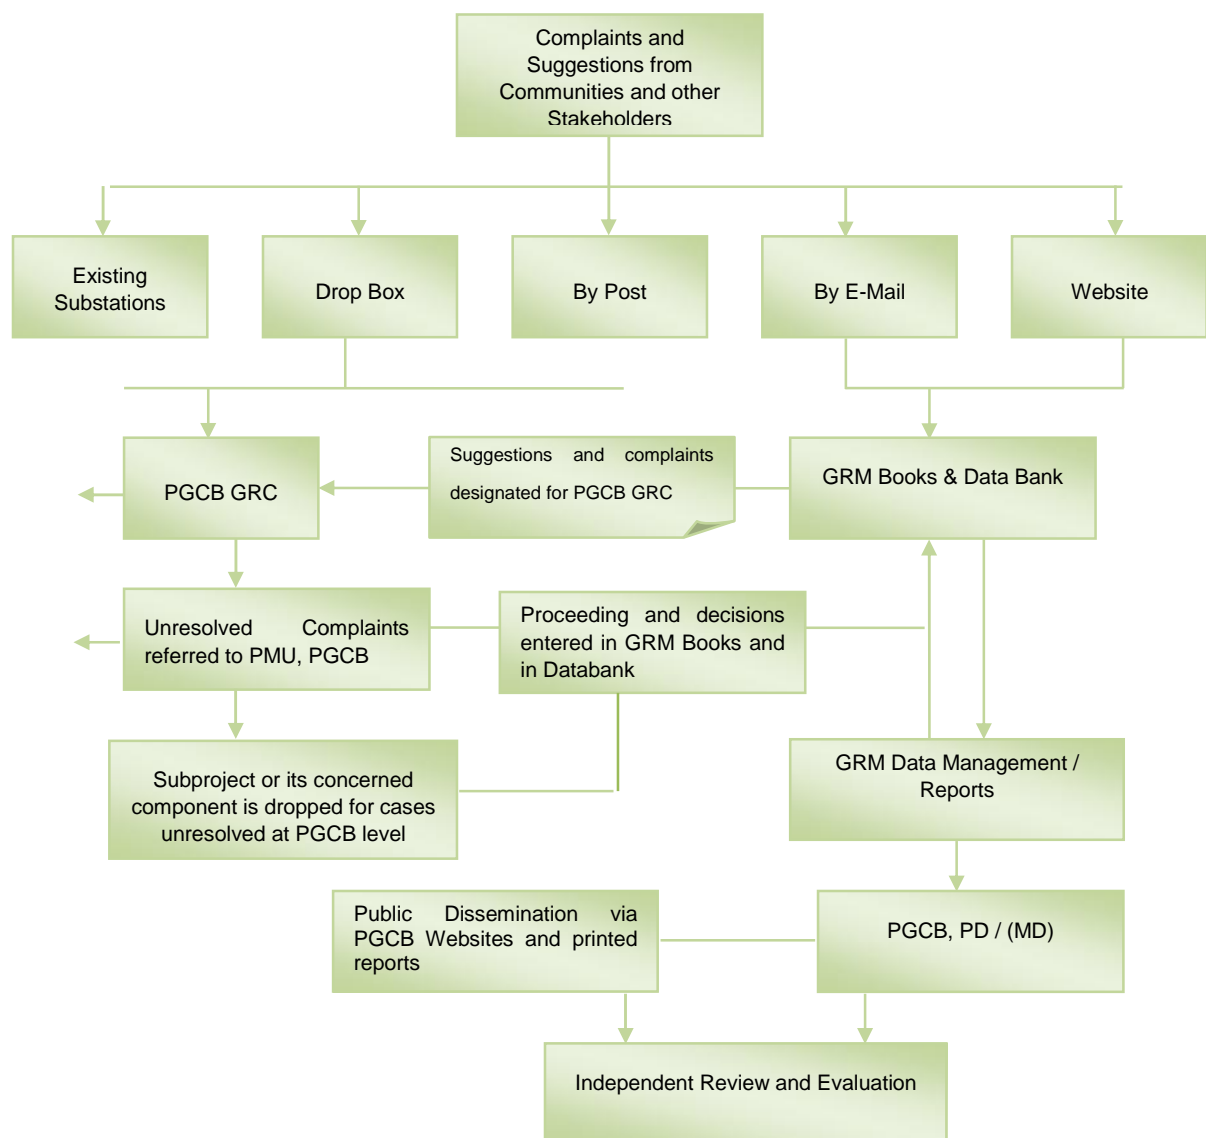 Complaints and
Suggestions from
Communities and other
Stakeholders
Existing
Substations
Drop Box
By Post
By E-Mail
Website
PGCB GRC
Suggestions and complaints
designated for PGCB GRC
GRM Books & Data Bank
Unresolved Complaints
referred to PMU, PGCB
Proceeding and decisions
entered in GRM Books and
in Databank
Subproject or its concerned
component is dropped for cases
unresolved at PGCB level
GRM Data Management /
Reports
Public Dissemination via
PGCB Websites and printed
reports
PGCB, PD / (MD)
Independent Review and Evaluation